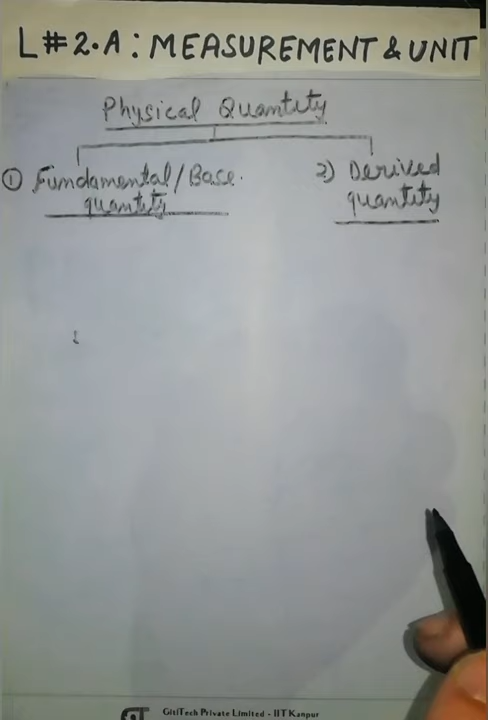 L#2.A: MEASUREMENT & UNIT
Physical Quantity
① Fundamental/Base quantity
2) Derived quantity
GitiTech Private Limited - IIT Kanpur